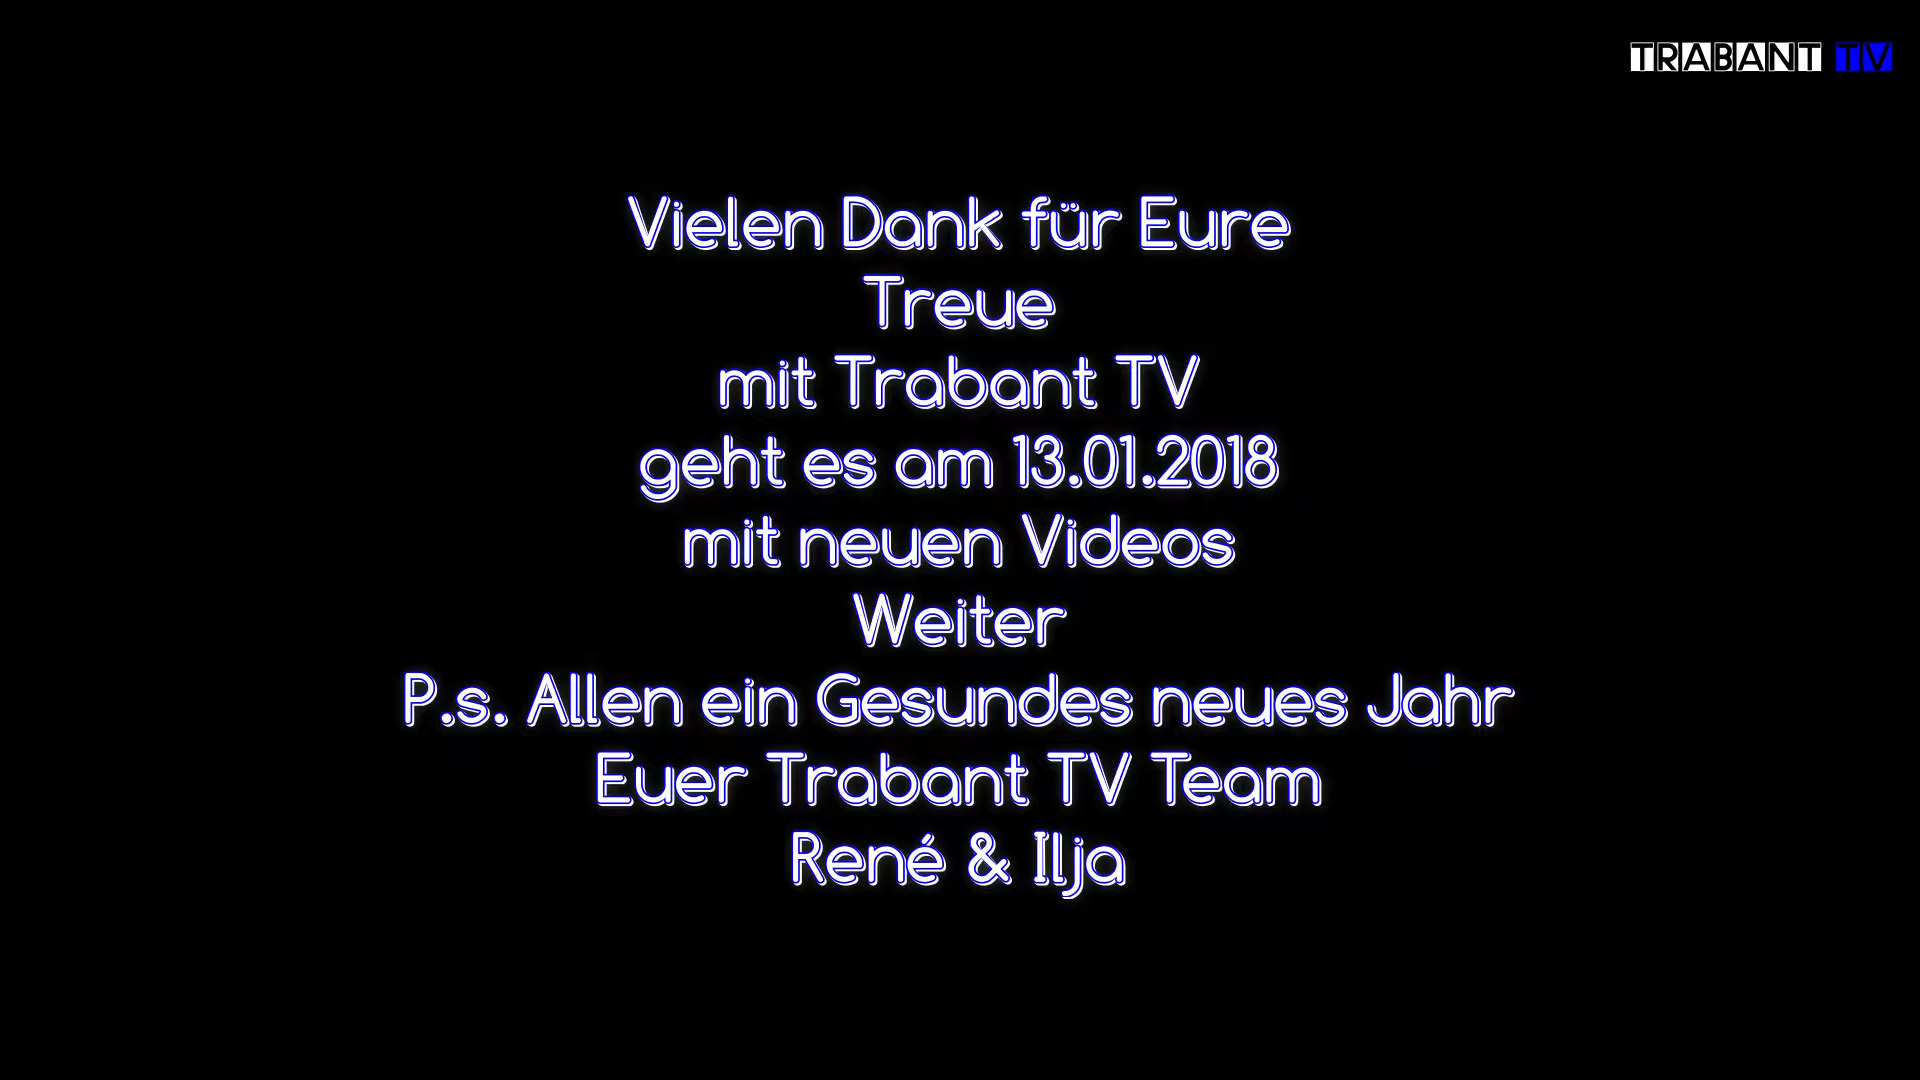 TRABANT TV
Vielen Dank für Eure
Treue
mit Trabant TV
geht es am 13.01.2018
mit neuen Videos
Weiter
P.s. Allen ein Gesundes neues Jahr
Euer Trabant TV Team
René & Ilja